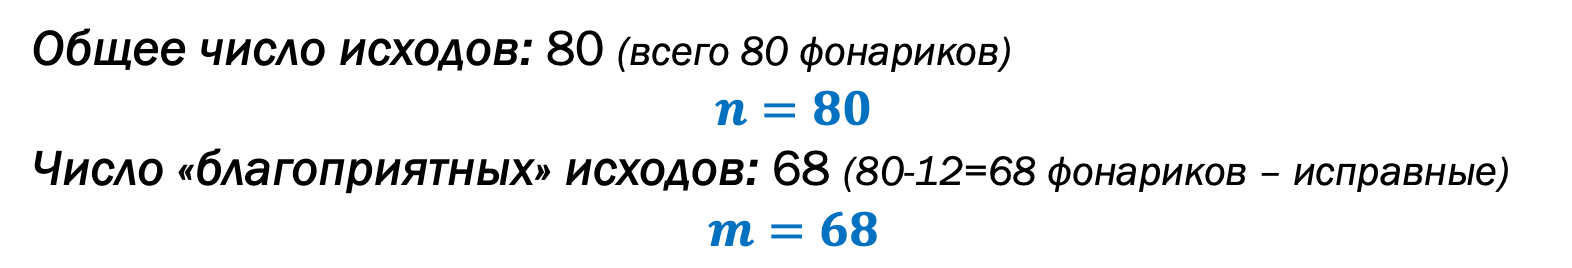 Общее число исходов: 80 (всего 80 фонариков)
n = 80
Число «благоприятных» исходов: 68 (80-12=68 фонариков – исправные)
m = 68